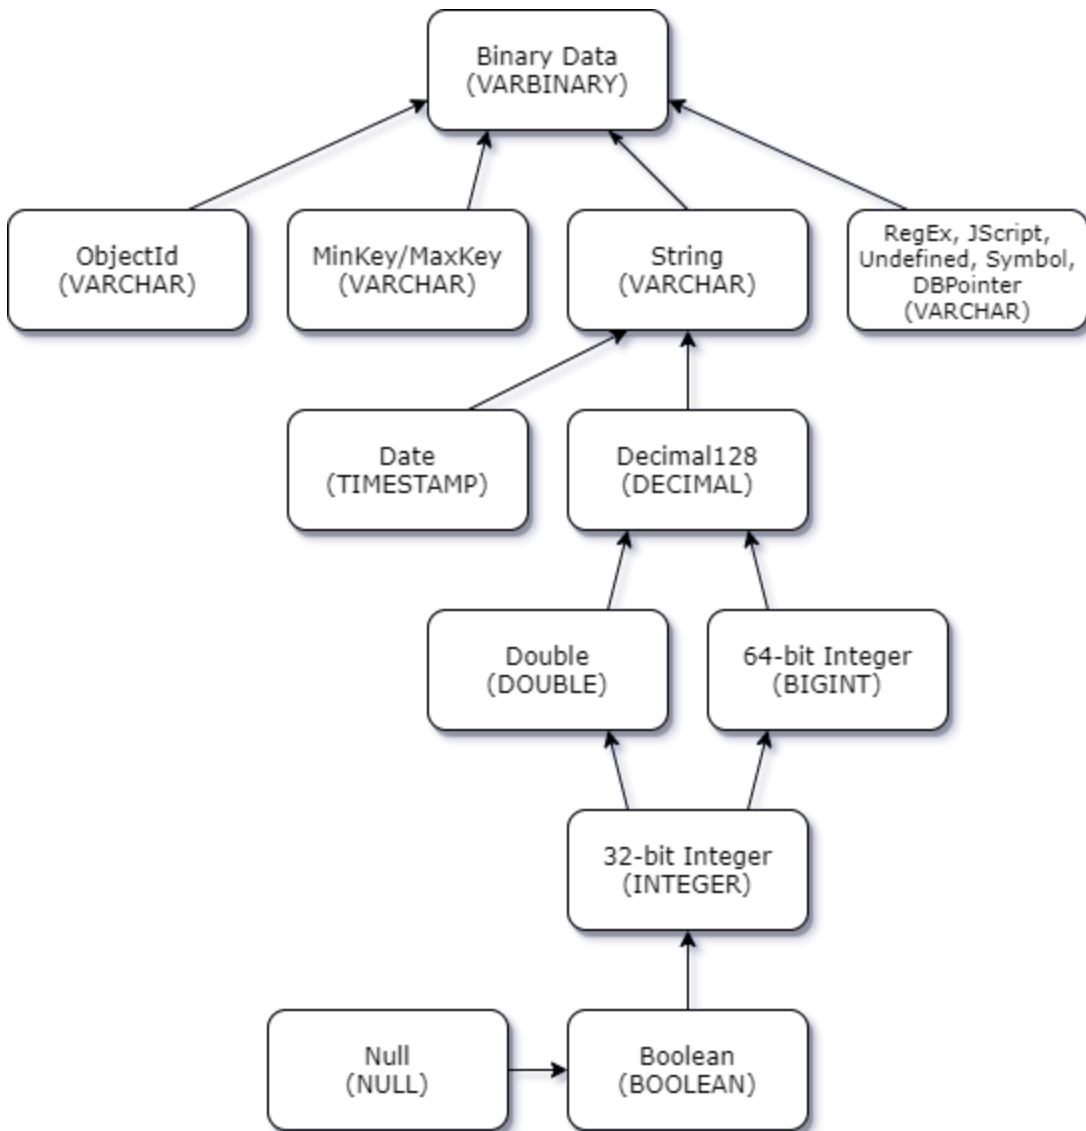 Binary Data
(VARBINARY)
ObjectId
(VARCHAR)
MinKey/MaxKey
(VARCHAR)
String
(VARCHAR)
RegEx, JScript,
Undefined, Symbol,
DBPointer
(VARCHAR)
Date
(TIMESTAMP)
Decimal128
(DECIMAL)
Double
(DOUBLE)
64-bit Integer
(BIGINT)
32-bit Integer
(INTEGER)
Null
(NULL)
Boolean
(BOOLEAN)